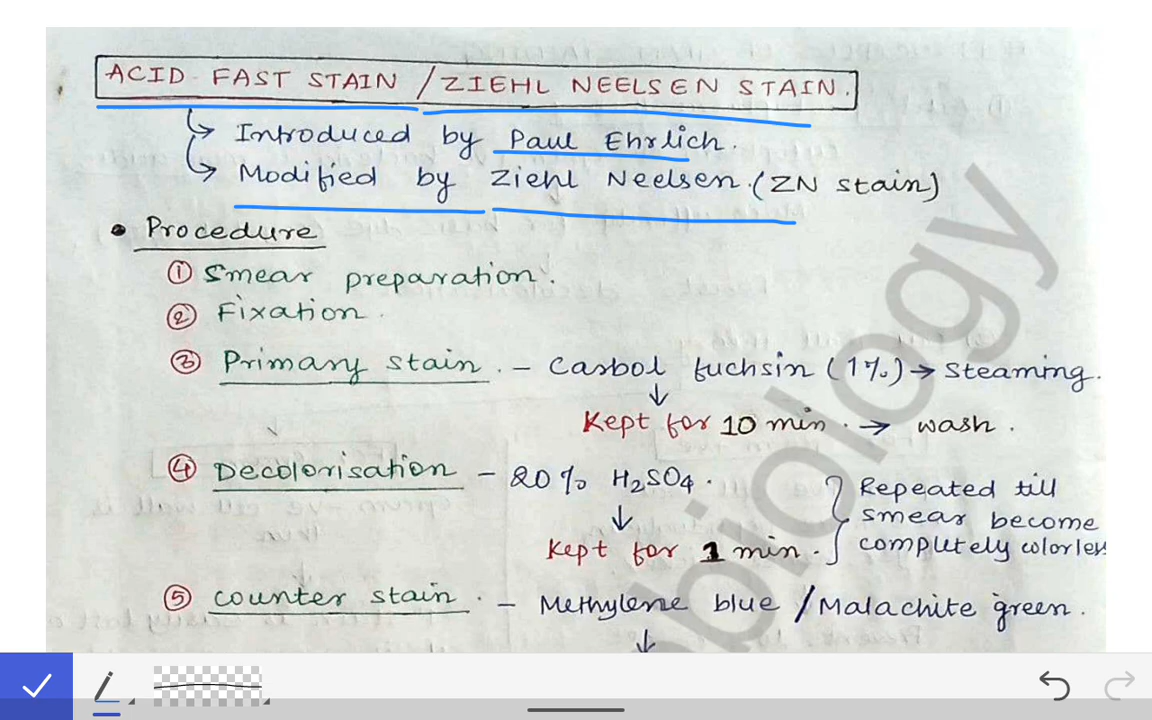 ACID FAST STAIN / ZIEHL NEELSEN STAIN.
↳ Introduced by Paul Ehrlich.
↳ Modified by Ziehl Neelsen. (ZN stain)
• Procedure
① Smear preparation.
② Fixation.
③ Primary stain. – Carbol fuchsin (1%) → Steaming.
↓
Kept for 10 min. → wash.
④ Decolorisation – 20% H₂SO₄.
↓
Kept for 1 min.
Repeated till
smear become
completely colorless
⑤ counter stain. – Methylene blue / Malachite green.
↓
biology